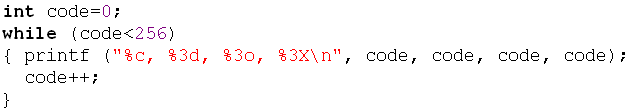 int code=0;
while (code<256)
{ printf ("%c, %3d, %3o, %3X\n", code, code, code, code);
  code++;
}